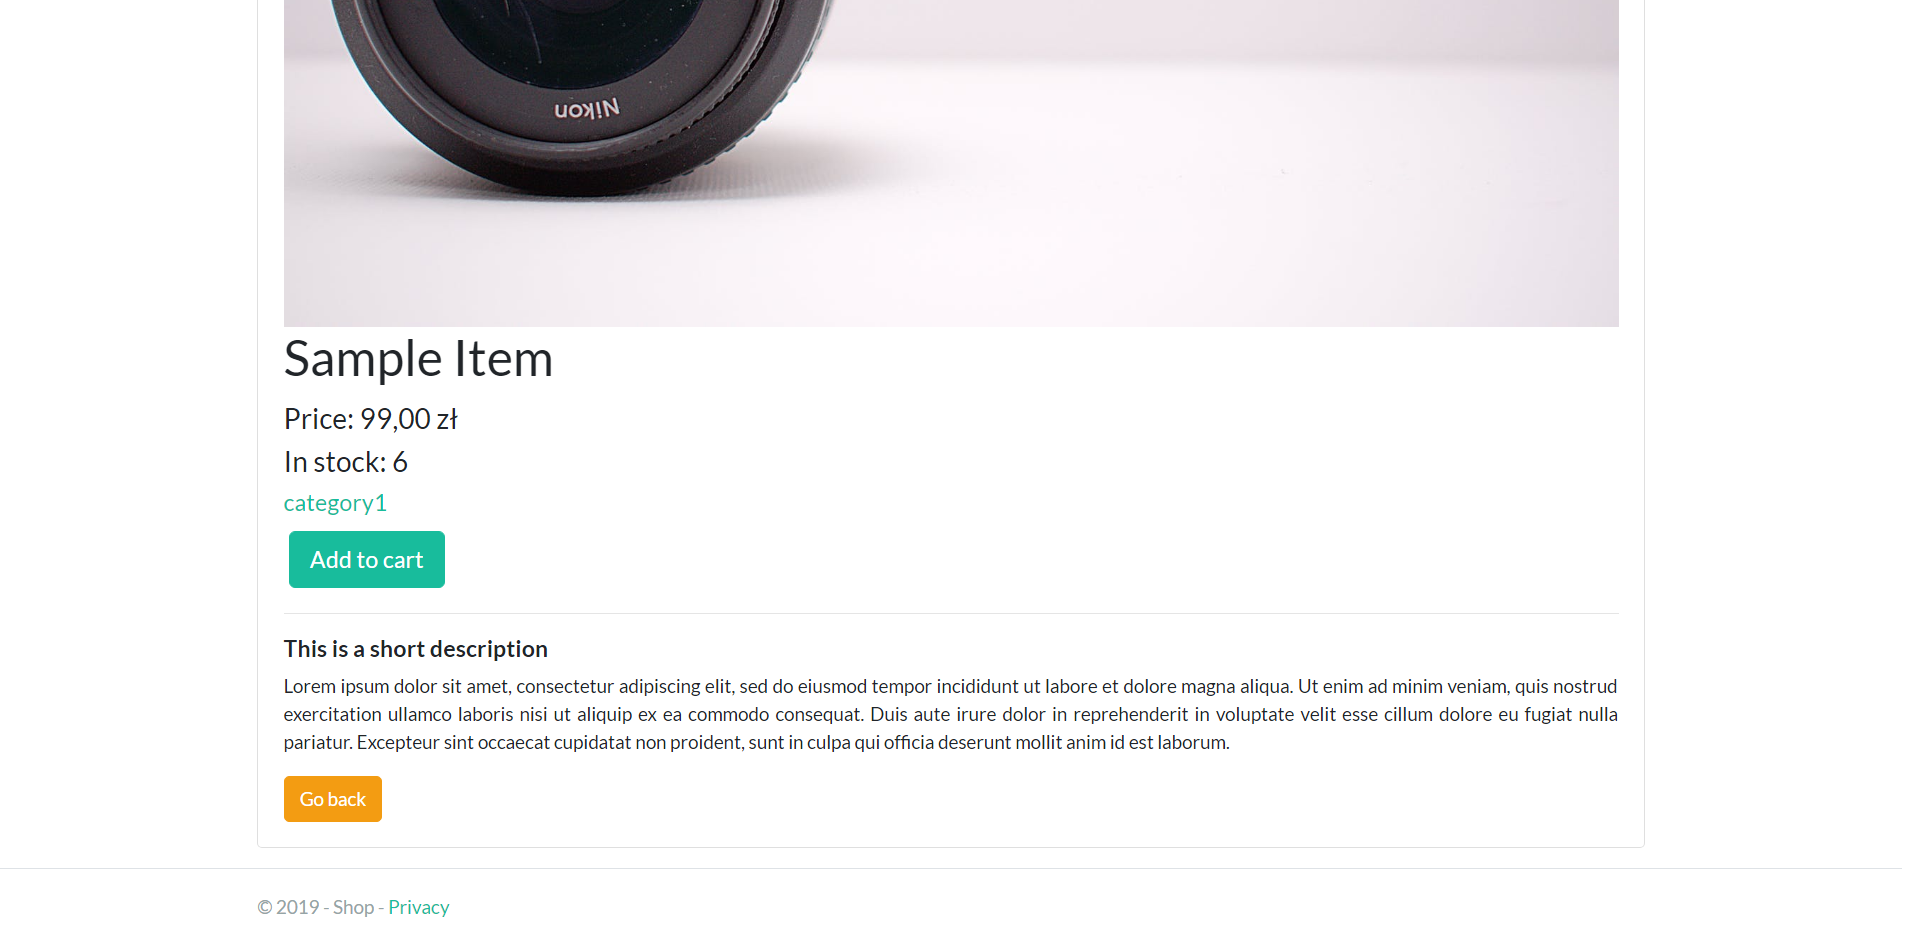 Nikon
Sample Item
Price: 99,00 zł
In stock: 6
category1
Add to cart
This is a short description
Lorem ipsum dolor sit amet, consectetur adipiscing elit, sed do eiusmod tempor incididunt ut labore et dolore magna aliqua. Ut enim ad minim veniam, quis nostrud
exercitation ullamco laboris nisi ut aliquip ex ea commodo consequat. Duis aute irure dolor in reprehenderit in voluptate velit esse cillum dolore eu fugiat nulla
pariatur. Excepteur sint occaecat cupidatat non proident, sunt in culpa qui officia deserunt mollit anim id est laborum.
Go back
© 2019 - Shop - Privacy